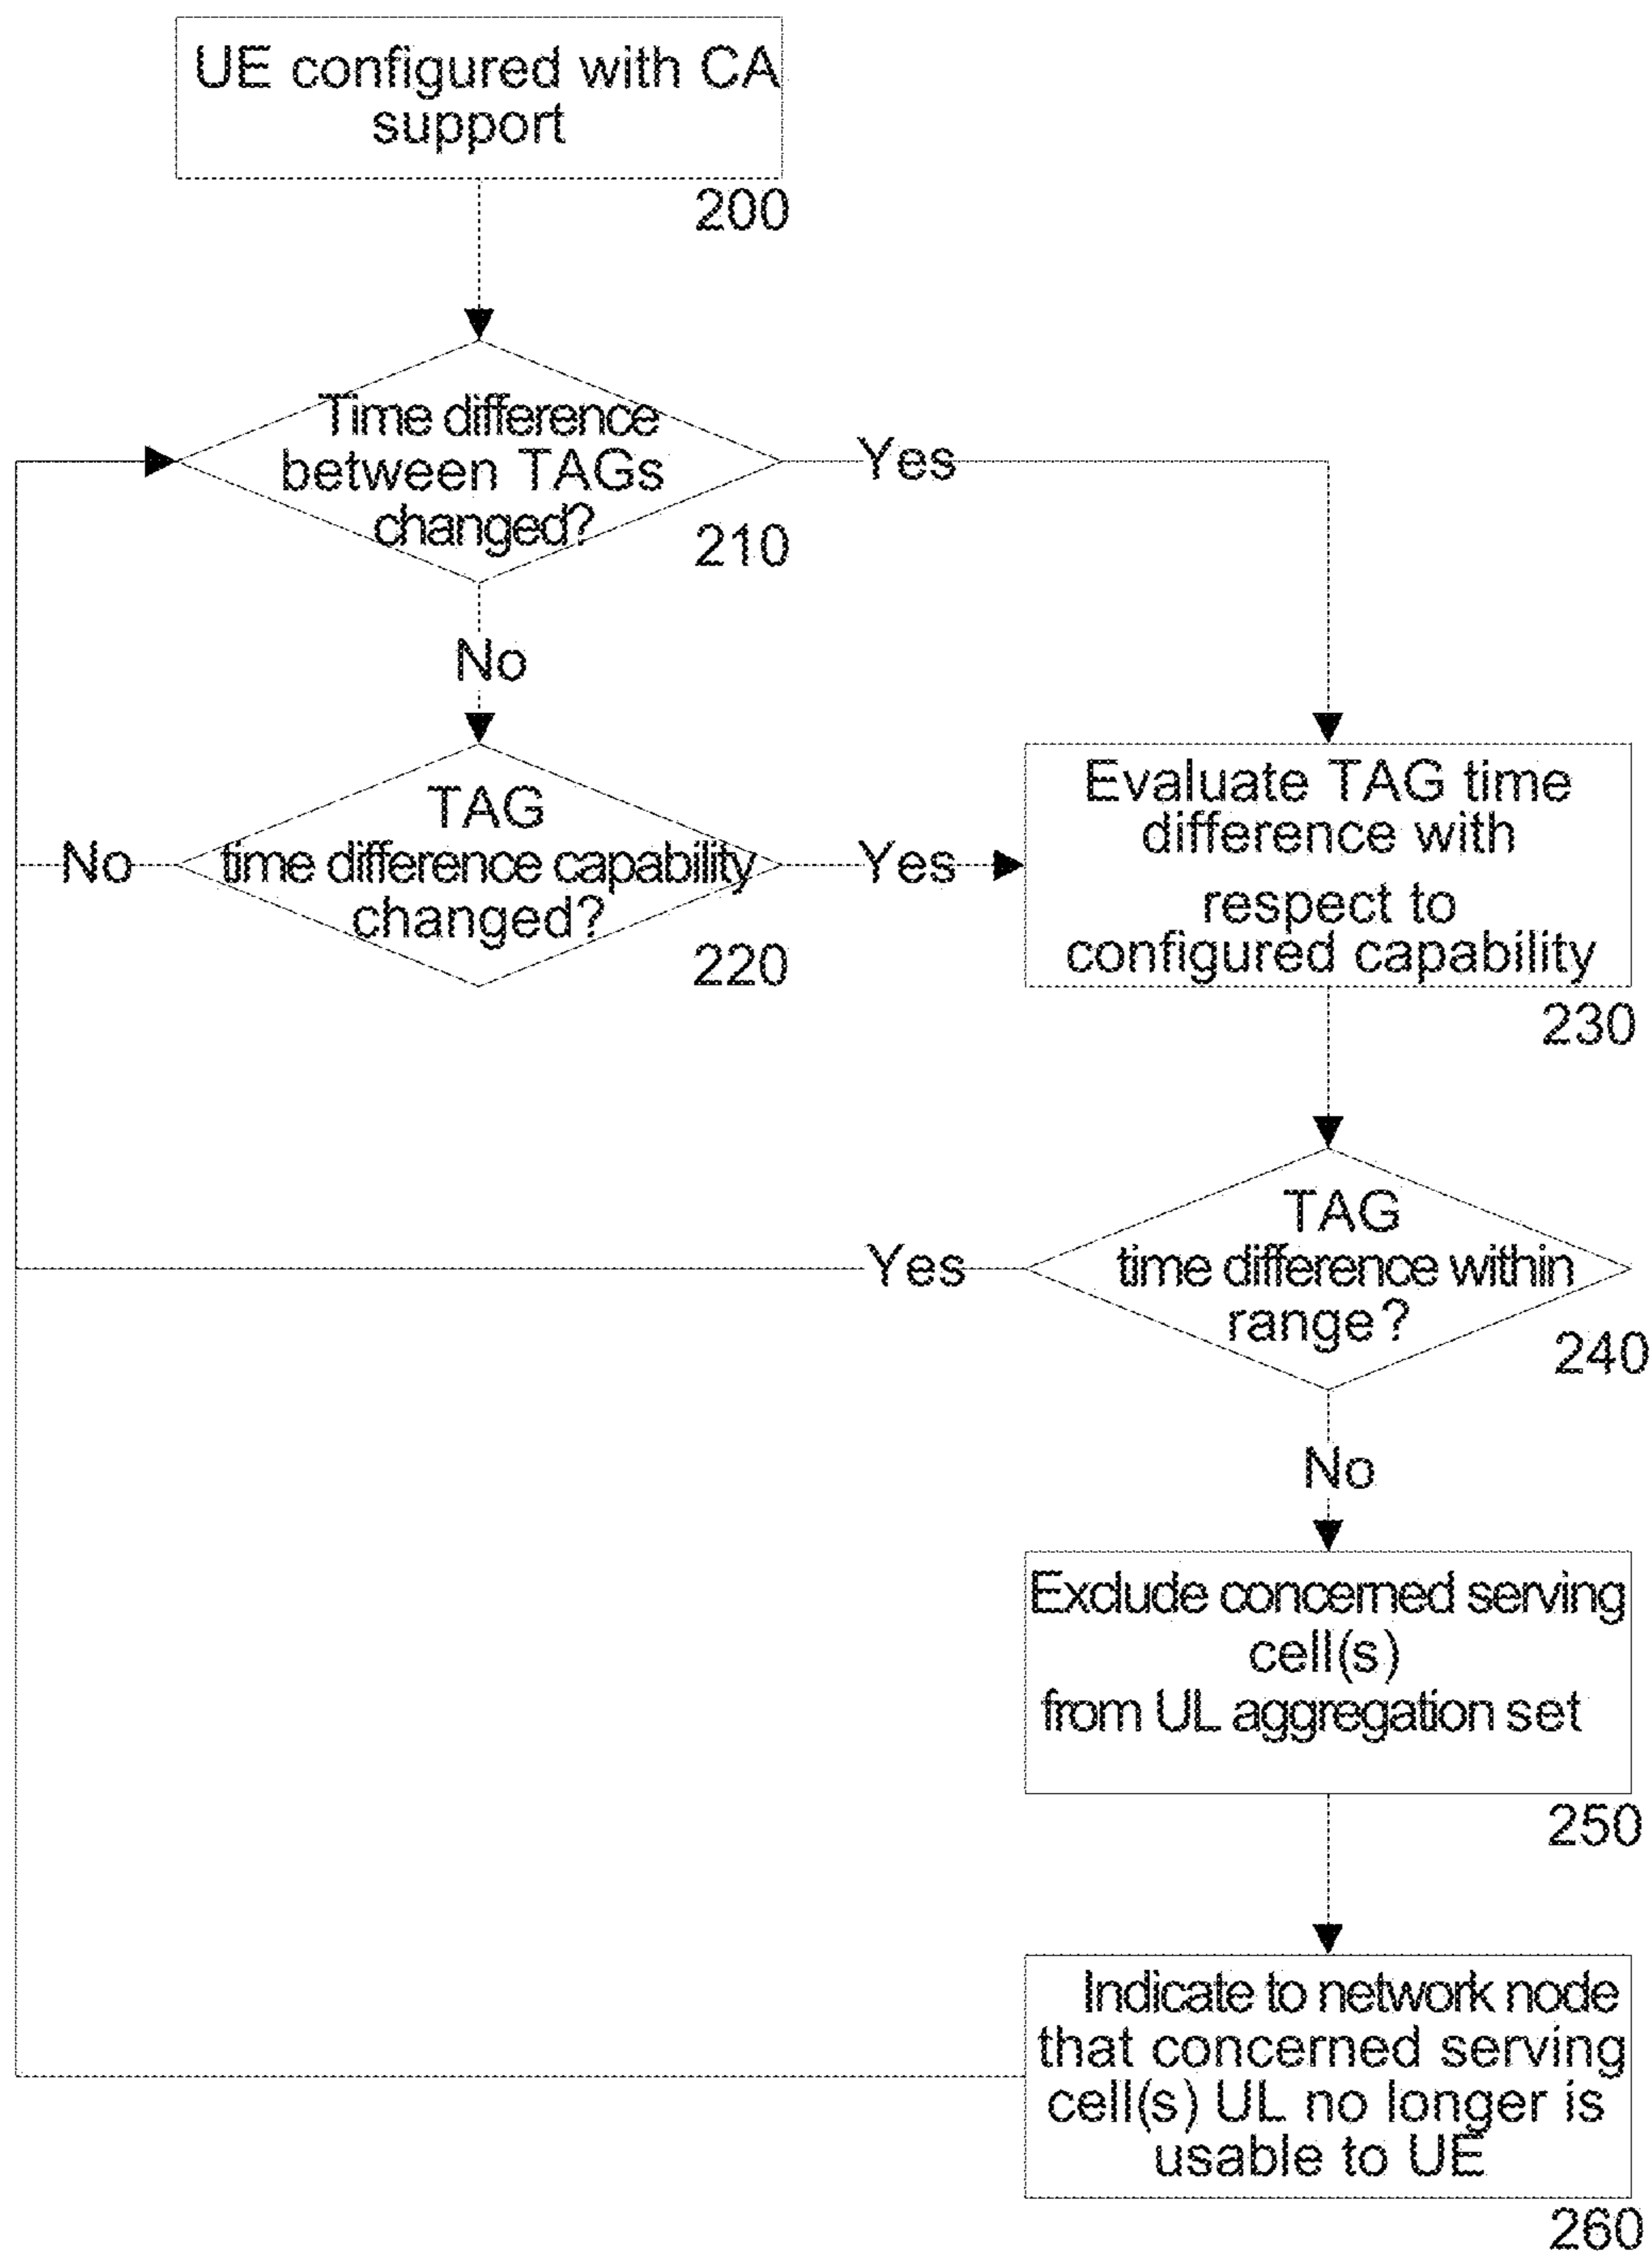 UE configured with CA
support
200
Time difference
between TAGs
changed?
Yes
210
No
TAG
time difference capability
changed?
No
Yes
220
Evaluate TAG time
difference with
respect to
configured capability
230
TAG
time difference within
range?
Yes
240
No
Exclude concerned serving
cell(s)
from UL aggregation set
250
Indicate to network node
that concerned serving
cell(s) UL no longer is
usable to UE
260